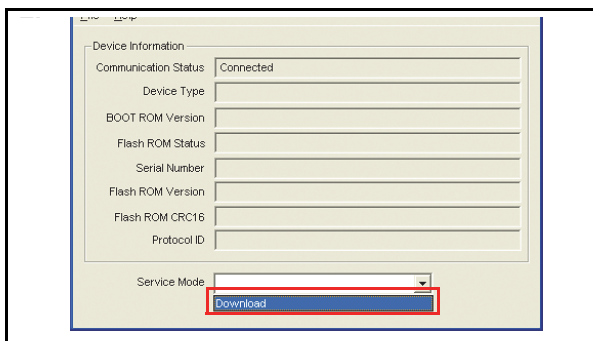 Device Information
Communication Status Connected
Device Type
BOOT ROM Version
Flash ROM Status
Serial Number
Flash ROM Version
Flash ROM CRC16
Protocol ID
Service Mode
Download